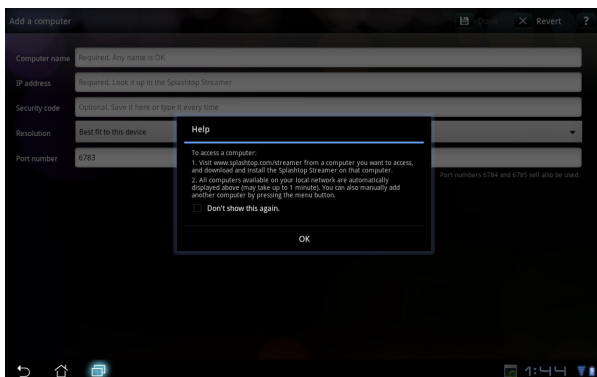 Add a computer
Done
Revert
?
Computer name
Required. Any name is OK
IP address
Required. Look it up in the Splashtop Streamer
Security code
Optional. Save it here or type it every time
Resolution
Best fit to this device
Port number
6783
Port numbers 6784 and 6785 will also be used.
Help
To access a computer:
1. Visit www.splashtop.com/streamer from a computer you want to access,
and download and install the Splashtop Streamer on that computer.
2. All computers available on your local network are automatically
displayed above (may take up to 1 minute). You can also manually add
another computer by pressing the menu button.
Don't show this again.
OK
1:44